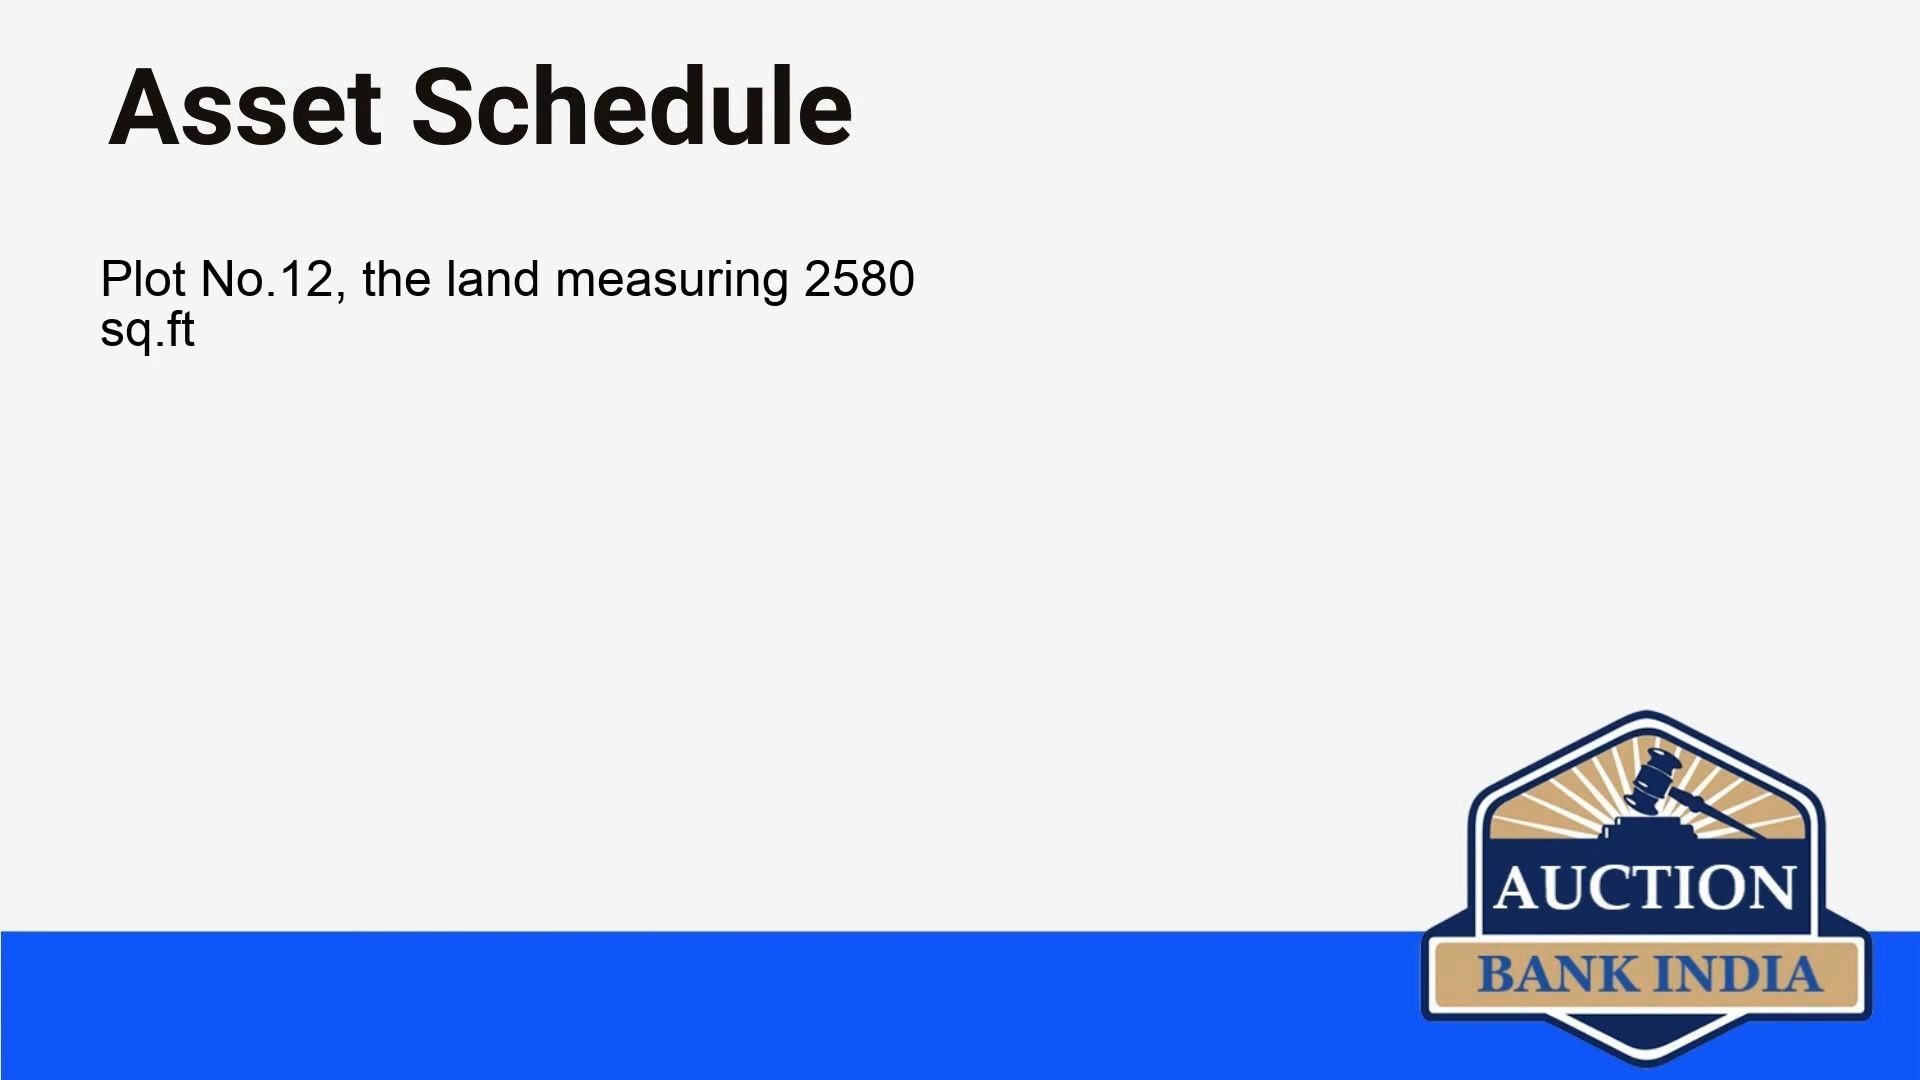 Asset Schedule
Plot No.12, the land measuring 2580
sq.ft
AUCTION
BANK INDIA